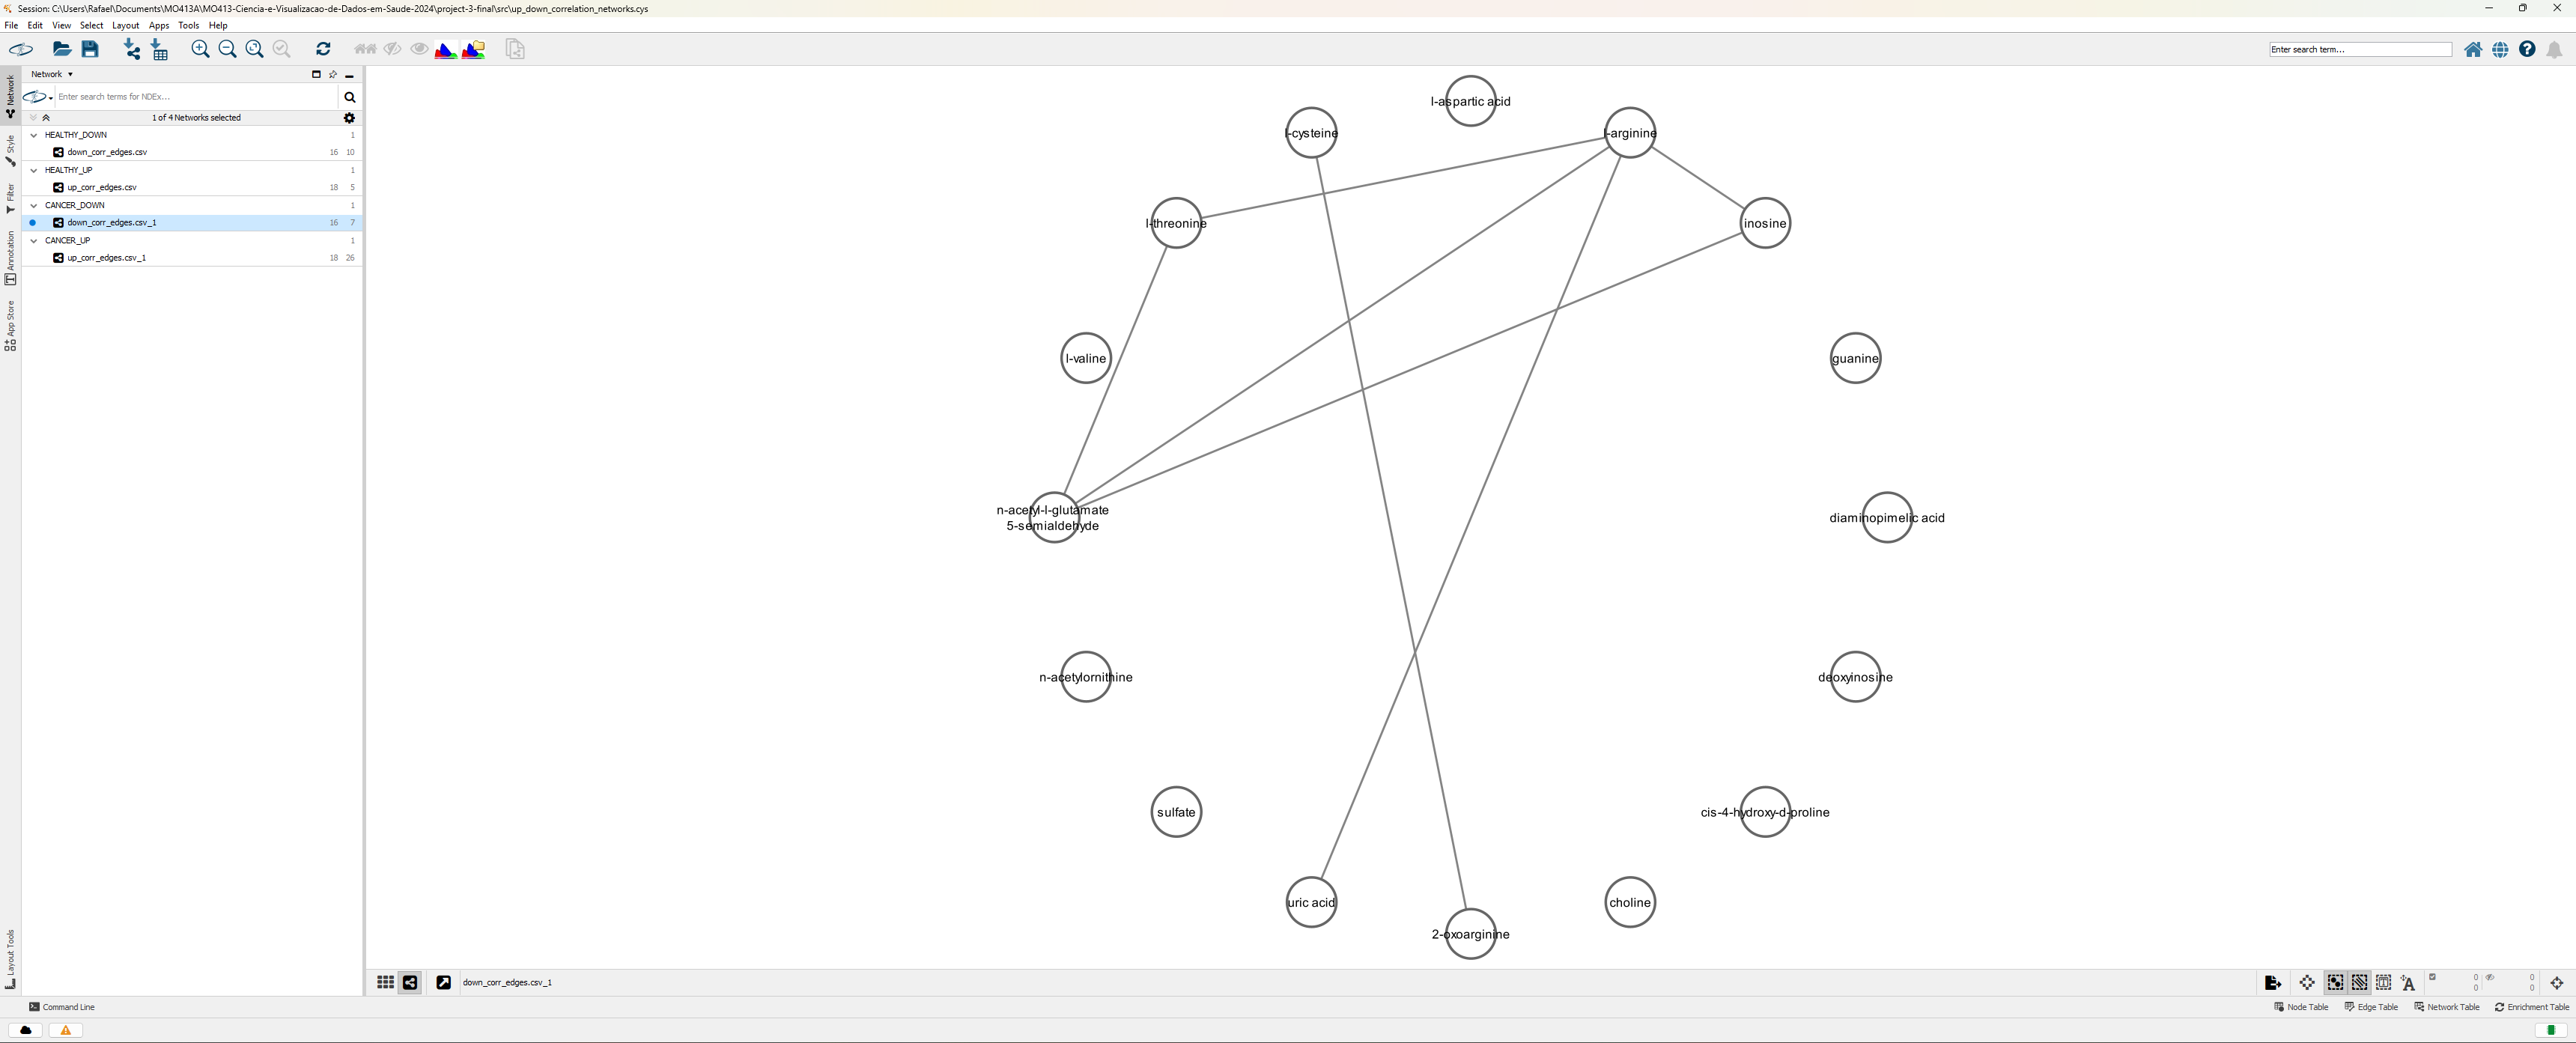 Session: C:\Users\Rafael\Documents\MO413A\MO413-Ciencia-e-Visualizacao-de-Dados-em-Saude-2024\project-3-final\src\up_down_correlation_networks.cys
File Edit View Select Layout Apps Tools Help
Enter search term...
Network
Enter search terms for NDEx...
1 of 4 Networks selected
HEALTHY_DOWN 1
down_corr_edges.csv 16 10
HEALTHY_UP 1
up_corr_edges.csv 18 5
CANCER_DOWN 1
down_corr_edges.csv_1 16 7
CANCER_UP 1
up_corr_edges.csv_1 18 26
Network
Style
Filter
Annotation
App Store
Layout Tools
l-aspartic acid
l-cysteine
l-arginine
l-threonine
inosine
l-valine
guanine
n-acetyl-l-glutamate
5-semialdehyde
diaminopimelic acid
n-acetylornithine
deoxyinosine
sulfate
cis-4-hydroxy-d-proline
uric acid
choline
2-oxoarginine
down_corr_edges.csv_1
0 0
0 0
Command Line
Node Table Edge Table Network Table Enrichment Table